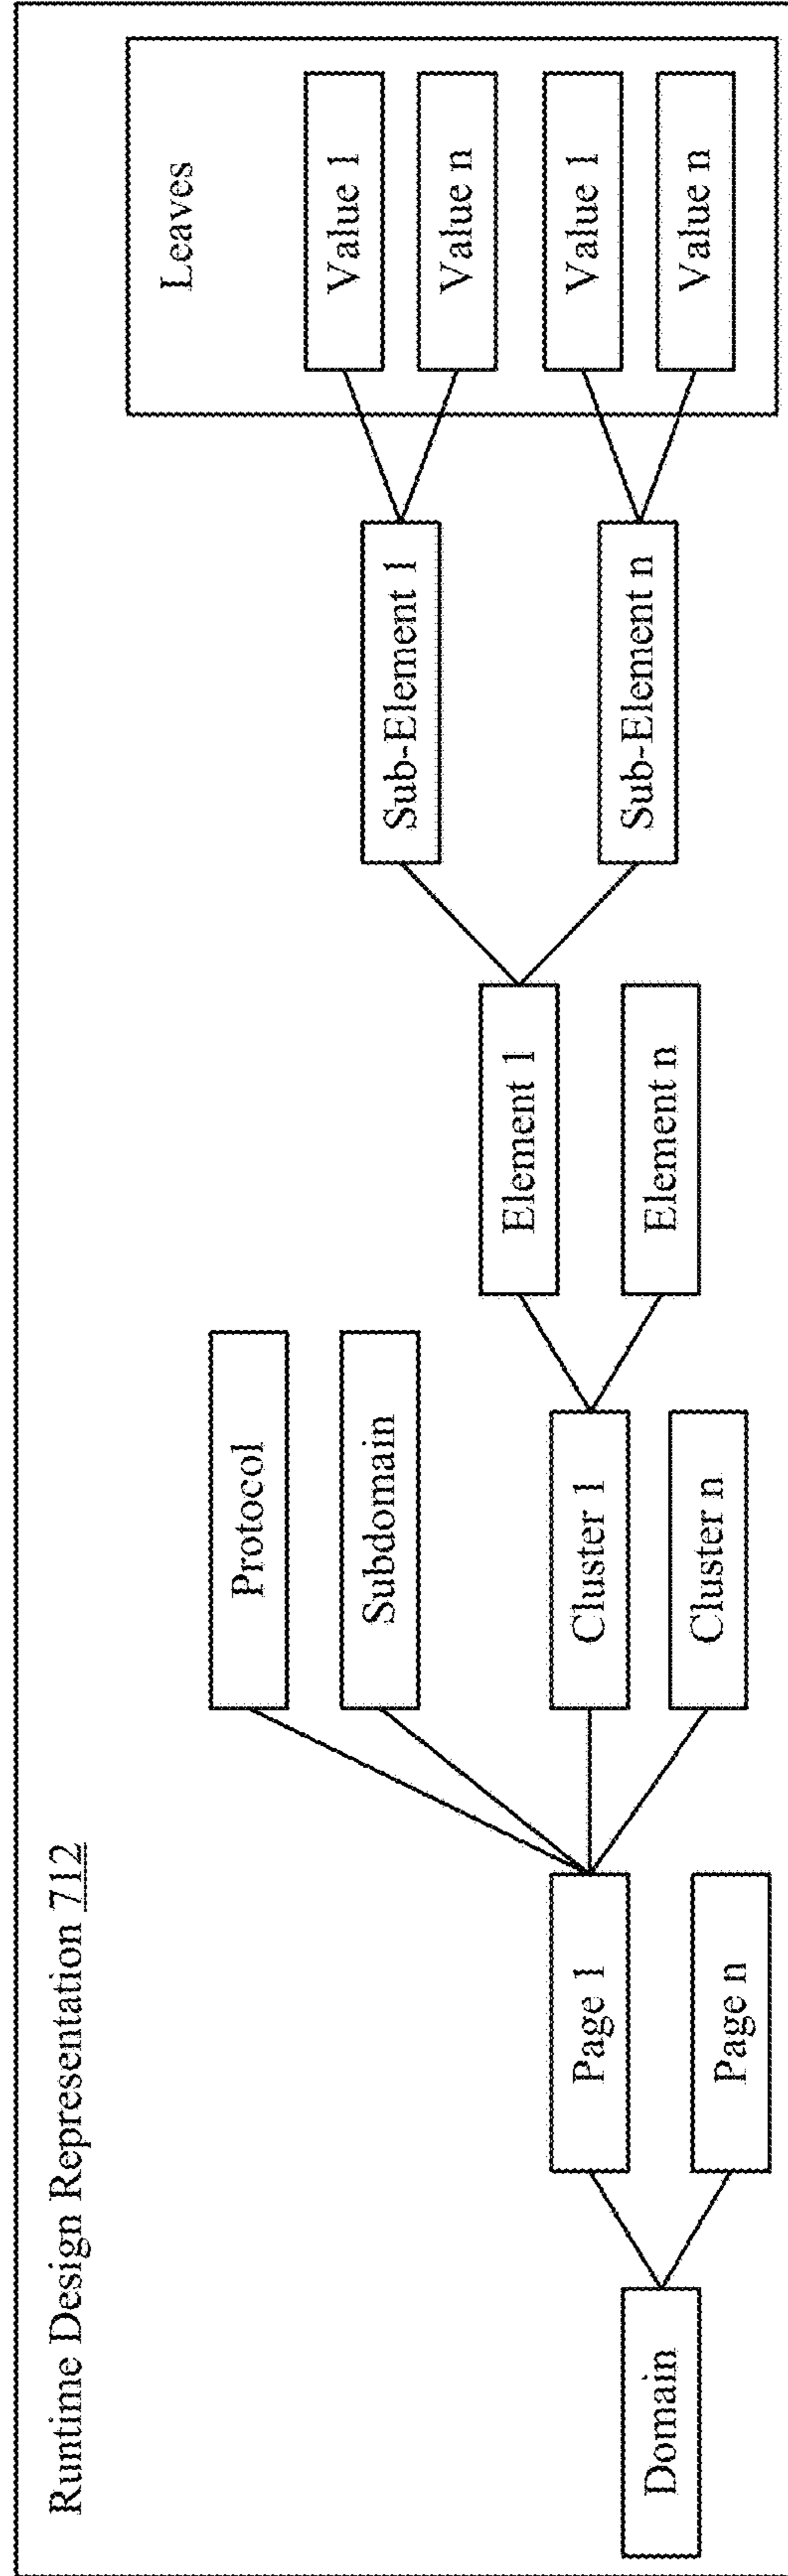 Runtime Design Representation 712
Domain
Page 1
Page n
Protocol
Subdomain
Cluster 1
Cluster n
Element 1
Element n
Sub-Element 1
Sub-Element n
Leaves
Value 1
Value n
Value 1
Value n